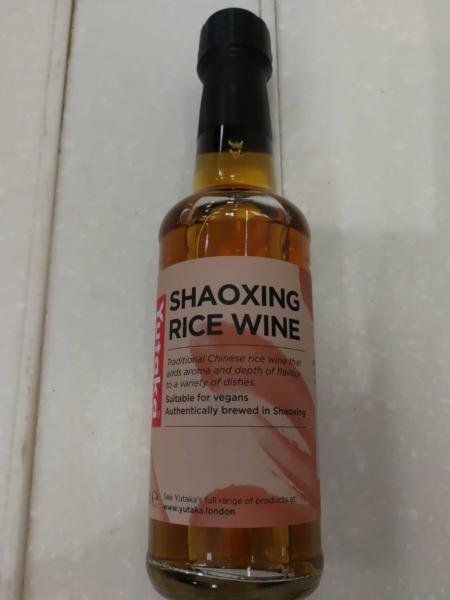 Yutaka
SHAOXING
RICE WINE
Traditional Chinese rice wine that
adds aroma and depth of flavour
to a variety of dishes.
Suitable for vegans
Authentically brewed in Shaoxing
See Yutaka's full range of products at
www.yutaka.london